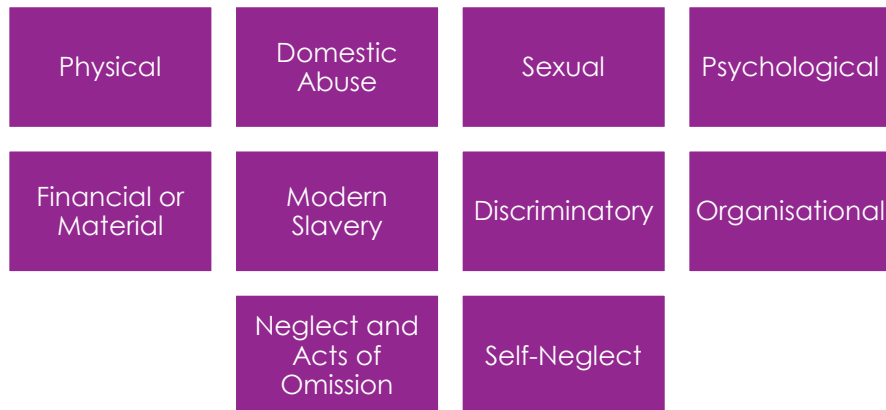 Physical
Domestic
Abuse
Sexual
Psychological
Financial or
Material
Modern
Slavery
Discriminatory
Organisational
Neglect and
Acts of
Omission
Self-Neglect